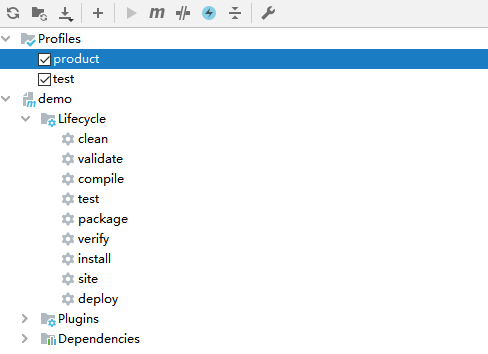 Profiles
product
test
demo
Lifecycle
clean
validate
compile
test
package
verify
install
site
deploy
Plugins
Dependencies